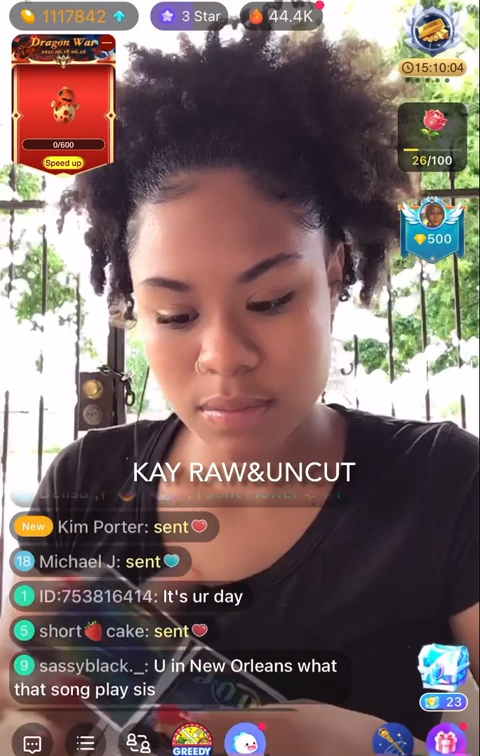 1117842
3 Star
44.4K
Dragon War
0/600
Speed up
15:10:04
26/100
500
KAY RAW&UNCUT
New Kim Porter: sent
18 Michael J: sent
1 ID:753816414: It's ur day
5 short🍓cake: sent
9 sassyblack._: U in New Orleans what
that song play sis
23
GREEDY